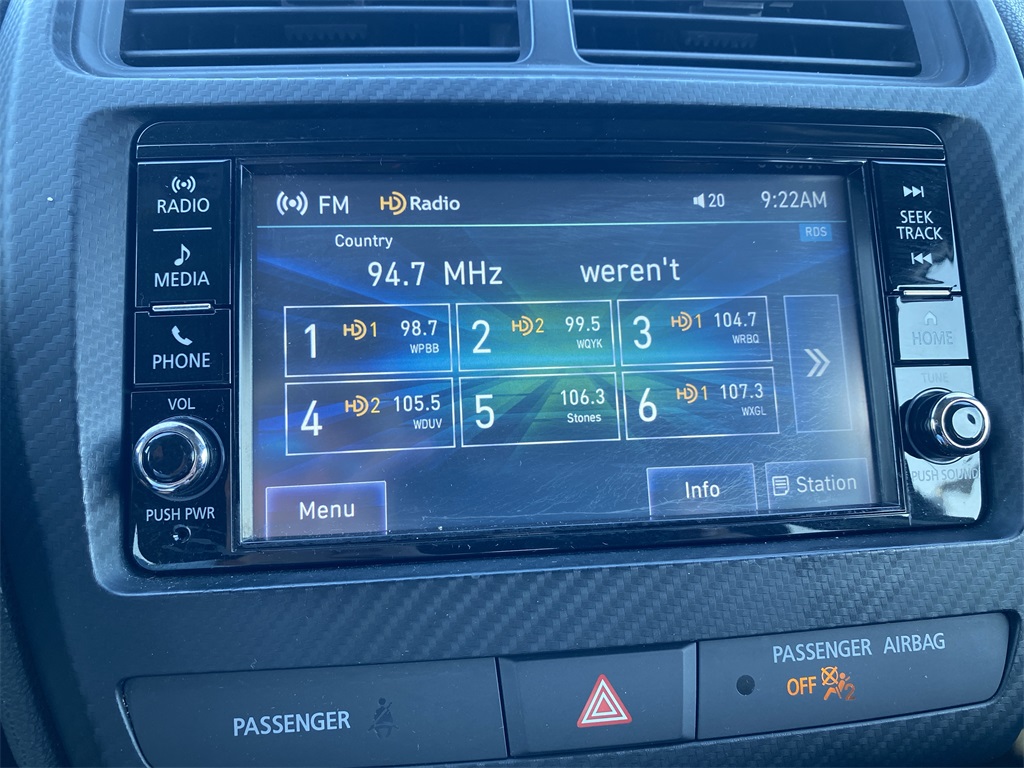 RADIO
MEDIA
PHONE
VOL
PUSH PWR
FM HD Radio 20 9:22AM
RDS
Country
94.7 MHz weren't
1 HD1 98.7
WPBB
2 HD2 99.5
WQYK
3 HD1 104.7
WRBQ
4 HD2 105.5
WDUV
5 106.3
Stones
6 HD1 107.3
WXGL
Menu Info Station
SEEK
TRACK
HOME
TUNE
PUSH SOUND
PASSENGER
PASSENGER AIRBAG
OFF 2